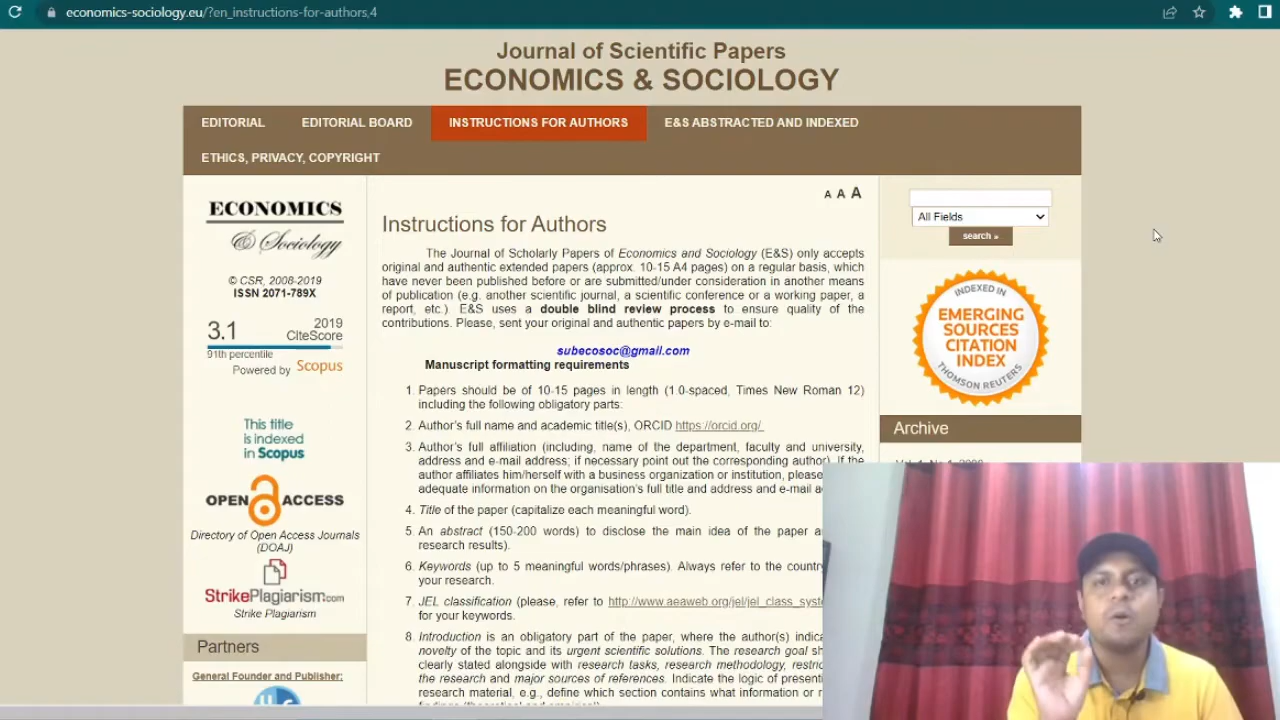 economics-sociology.eu/?en_instructions-for-authors,4
Journal of Scientific Papers
ECONOMICS & SOCIOLOGY
EDITORIAL
EDITORIAL BOARD
INSTRUCTIONS FOR AUTHORS
E&S ABSTRACTED AND INDEXED
ETHICS, PRIVACY, COPYRIGHT
ECONOMICS
& Sociology
© CSR, 2008-2019
ISSN 2071-789X
3.1
2019
CiteScore
91th percentile
Powered by Scopus
This title
is indexed
in Scopus
OPEN ACCESS
Directory of Open Access Journals
(DOAJ)
StrikePlagiarism.com
Strike Plagiarism
Partners
General Founder and Publisher:
A A A
Instructions for Authors
The Journal of Scholarly Papers of Economics and Sociology (E&S) only accepts
original and authentic extended papers (approx. 10-15 A4 pages) on a regular basis, which
have never been published before or are submitted/under consideration in another means
of publication (e.g. another scientific journal, a scientific conference or a working paper, a
report, etc.). E&S uses a double blind review process to ensure quality of the
contributions. Please, sent your original and authentic papers by e-mail to:
subecosoc@gmail.com
Manuscript formatting requirements
1. Papers should be of 10-15 pages in length (1.0-spaced, Times New Roman 12)
including the following obligatory parts:
2. Author's full name and academic title(s), ORCID https://orcid.org/
3. Author's full affiliation (including, name of the department, faculty and university,
address and e-mail address; if necessary point out the corresponding author). If the
author affiliates him/herself with a business organization or institution, please
adequate information on the organisation's full title and address and e-mail
4. Title of the paper (capitalize each meaningful word).
5. An abstract (150-200 words) to disclose the main idea of the paper
research results).
6. Keywords (up to 5 meaningful words/phrases). Always refer to the
your research.
7. JEL classification (please, refer to http://www.aeaweb.org/jel/jel_class_syst
for your keywords.
8. Introduction is an obligatory part of the paper, where the author(s)
novelty of the topic and its urgent scientific solutions. The research goal
clearly stated alongside with research tasks, research methodology,
the research and major sources of references. Indicate the logic of
research material, e.g., define which section contains what information or
All Fields
search »
INDEXED IN
EMERGING
SOURCES
CITATION
INDEX
THOMSON REUTERS
Archive